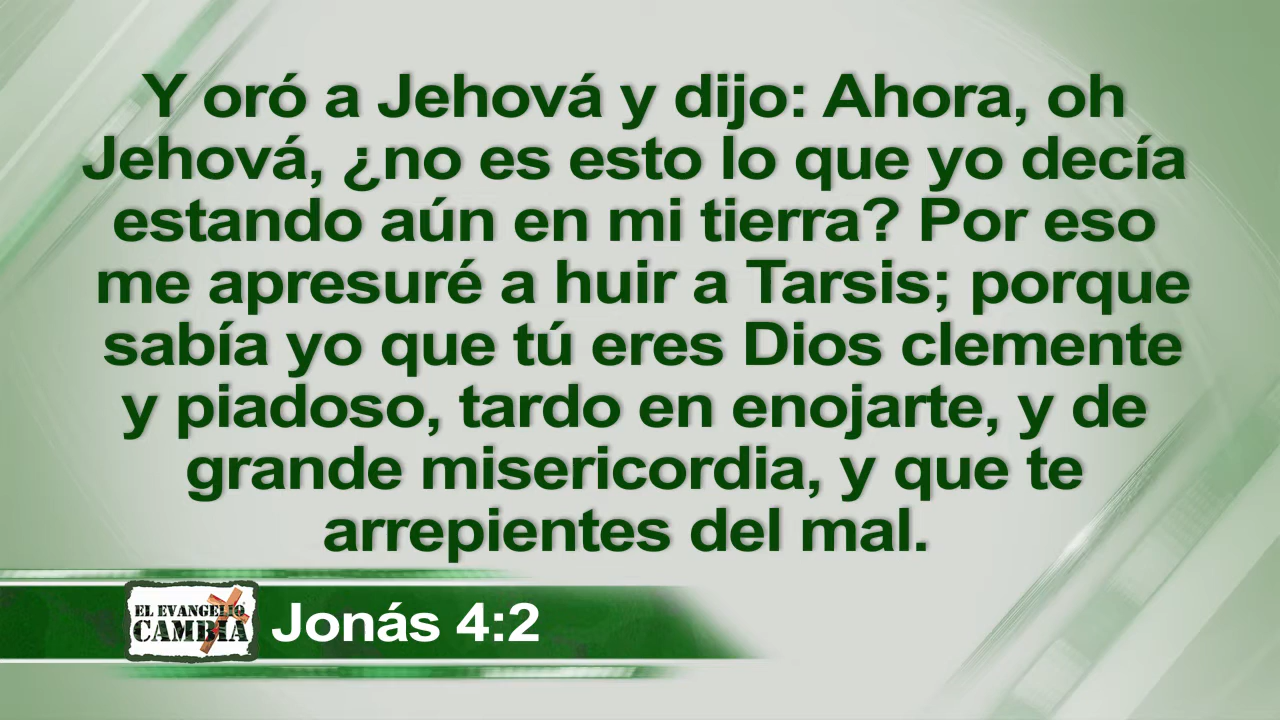 Y oró a Jehová y dijo: Ahora, oh
Jehová, ¿no es esto lo que yo decía
estando aún en mi tierra? Por eso
me apresuré a huir a Tarsis; porque
sabía yo que tú eres Dios clemente
y piadoso, tardo en enojarte, y de
grande misericordia, y que te
arrepientes del mal.
EL EVANGELIO
CAMBIA
Jonás 4:2